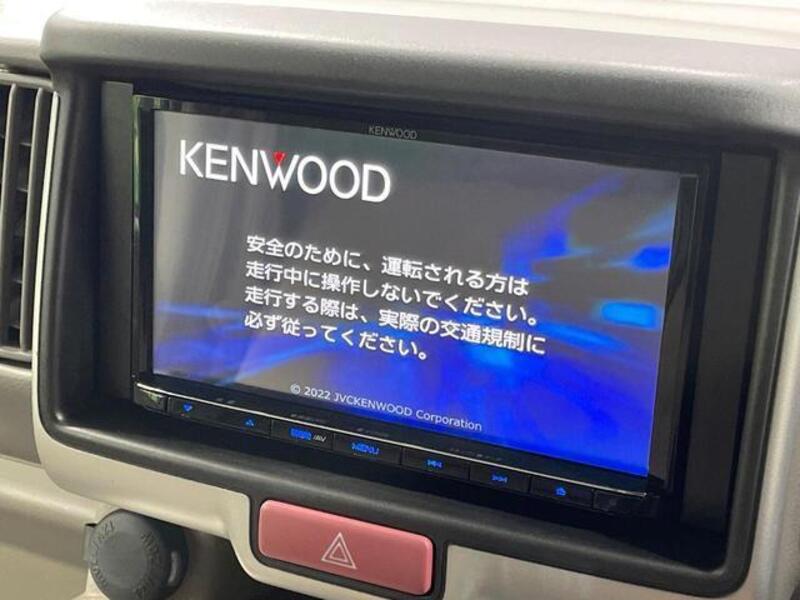 KENWOOD
KENWOOD
安全のために、運転される方は
走行中に操作しないでください。
走行する際は、実際の交通規制に
必ず従ってください。
© 2022 JVCKENWOOD Corporation
MENU